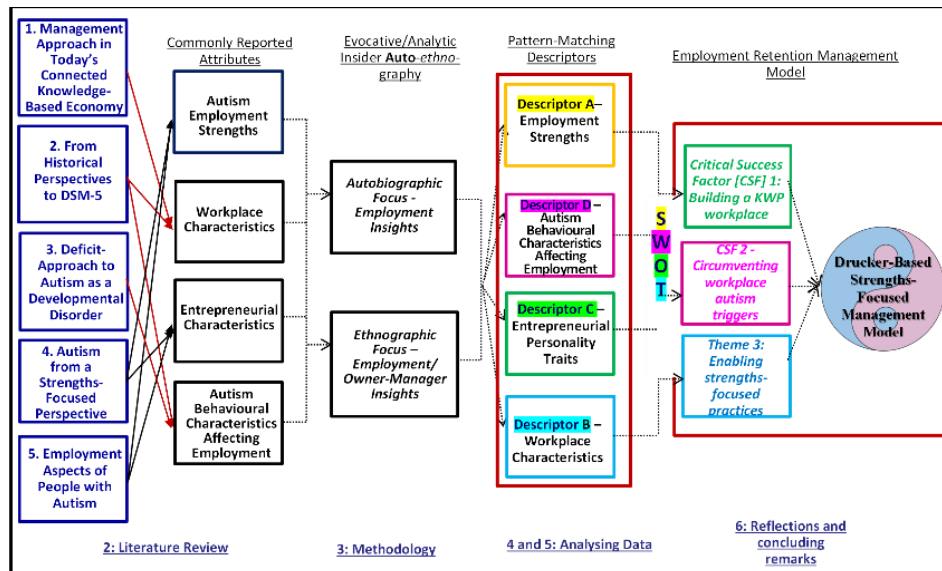 1. Management
Approach in
Today's
Connected
Knowledge-
Based Economy
2. From
Historical
Perspectives
to DSM-5
3. Deficit-
Approach to
Autism as a
Developmental
Disorder
4. Autism
from a
Strengths-
Focused
Perspective
5. Employment
Aspects of
People with
Autism
Commonly Reported
Attributes
Autism
Employment
Strengths
Workplace
Characteristics
Entrepreneurial
Characteristics
Autism
Behavioural
Characteristics
Affecting
Employment
Evocative/Analytic
Insider Auto-ethno-
graphy
Autobiographic
Focus -
Employment
Insights
Ethnographic
Focus –
Employment/
Owner-Manager
Insights
Pattern-Matching
Descriptors
Descriptor A–
Employment
Strengths
Descriptor D –
Autism
Behavioural
Characteristics
Affecting
Employment
Descriptor C –
Entrepreneurial
Personality
Traits
Descriptor B –
Workplace
Characteristics
S
W
O
T
Employment Retention Management
Model
Critical Success
Factor [CSF] 1:
Building a KWP
workplace
CSF 2 -
Circumventing
workplace
autism
triggers
Theme 3:
Enabling
strengths-
focused
practices
Drucker-Based
Strengths-
Focused
Management
Model
2: Literature Review
3: Methodology
4 and 5: Analysing Data
6: Reflections and
concluding
remarks